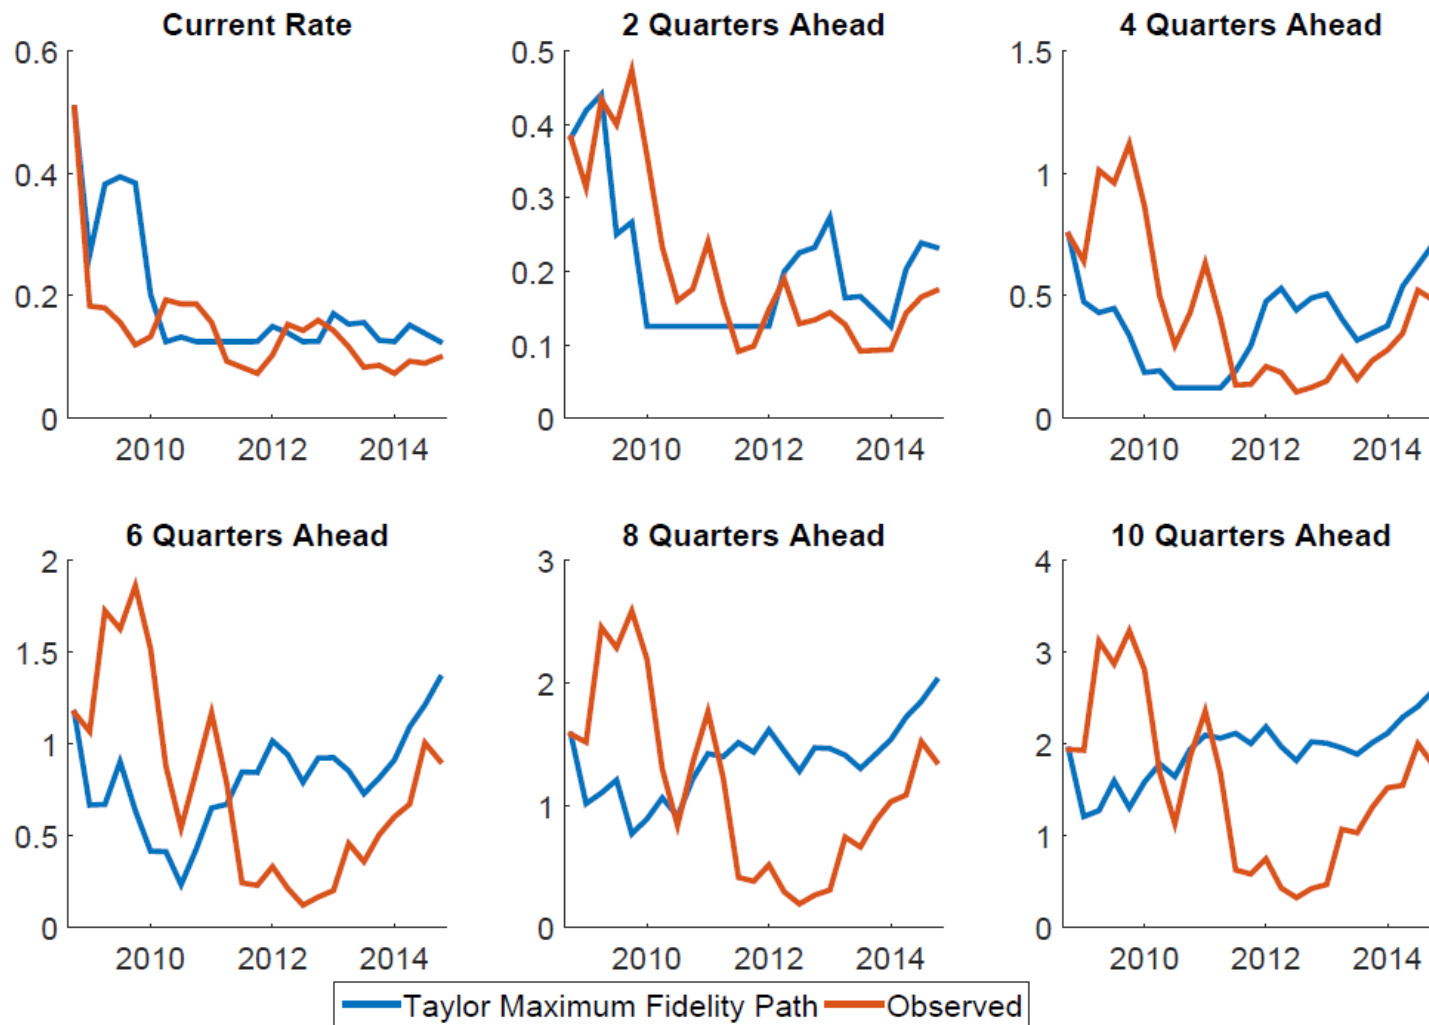 Current Rate
0.6
0.4
0.2
0
2010 2012 2014
2 Quarters Ahead
0.5
0.4
0.3
0.2
0.1
0
2010 2012 2014
4 Quarters Ahead
1.5
1
0.5
0
2010 2012 2014
6 Quarters Ahead
2
1.5
1
0.5
0
2010 2012 2014
8 Quarters Ahead
3
2
1
0
2010 2012 2014
10 Quarters Ahead
4
3
2
1
0
2010 2012 2014
Taylor Maximum Fidelity Path Observed